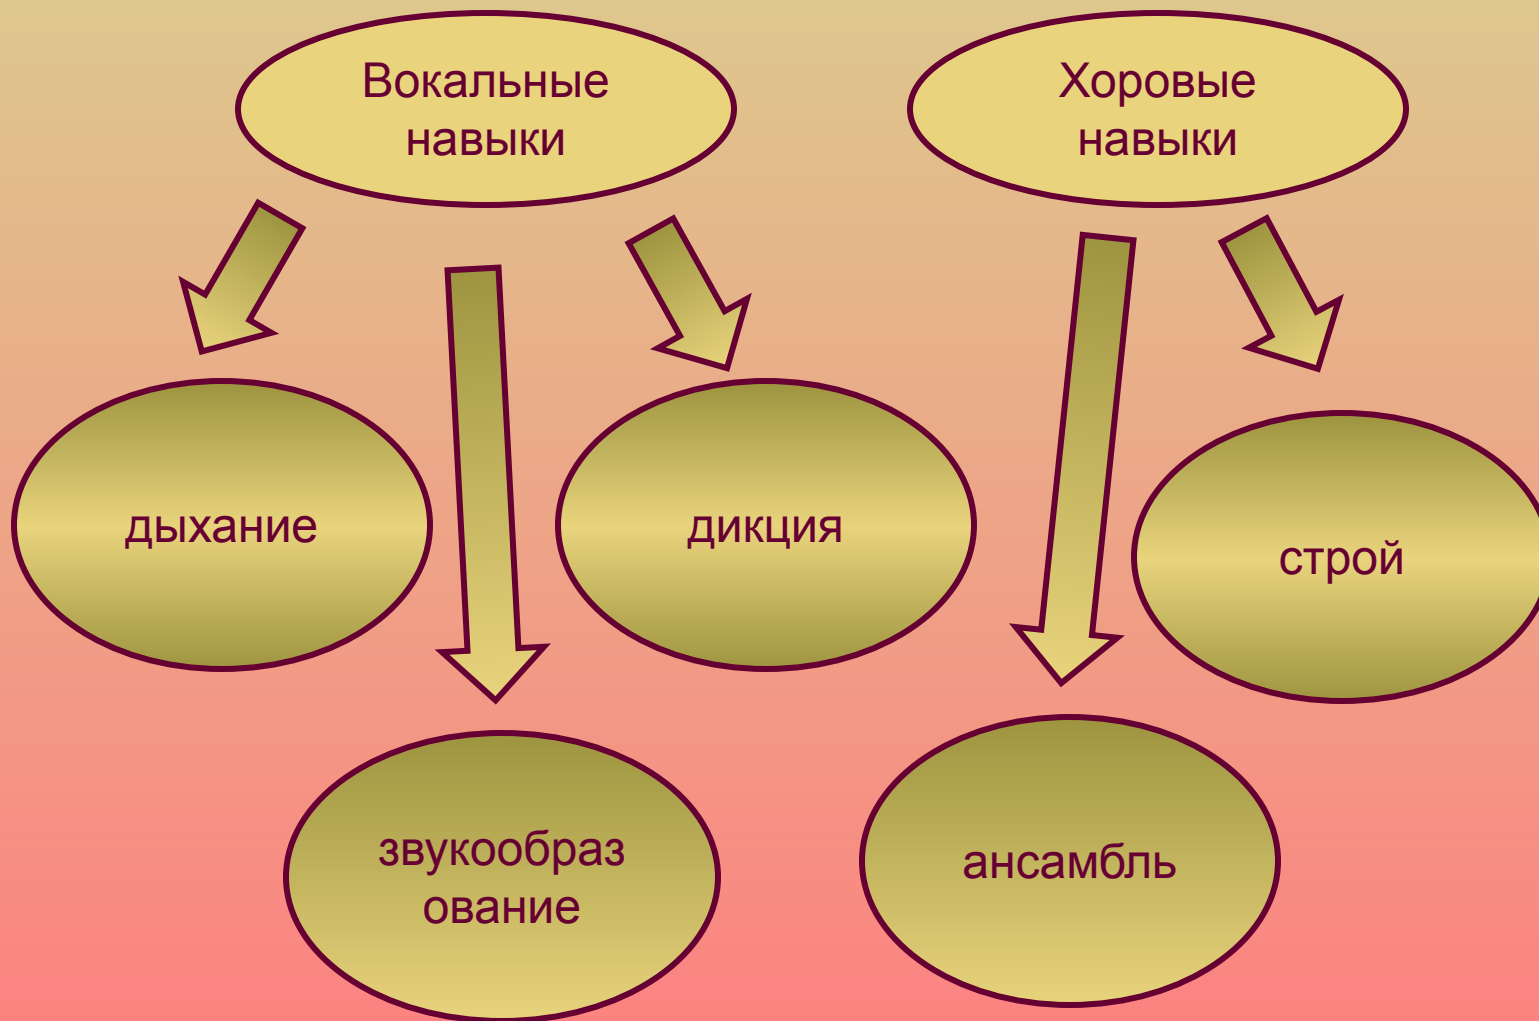 Вокальные
навыки
Хоровые
навыки
дыхание
дикция
строй
звукообраз
ование
ансамбль